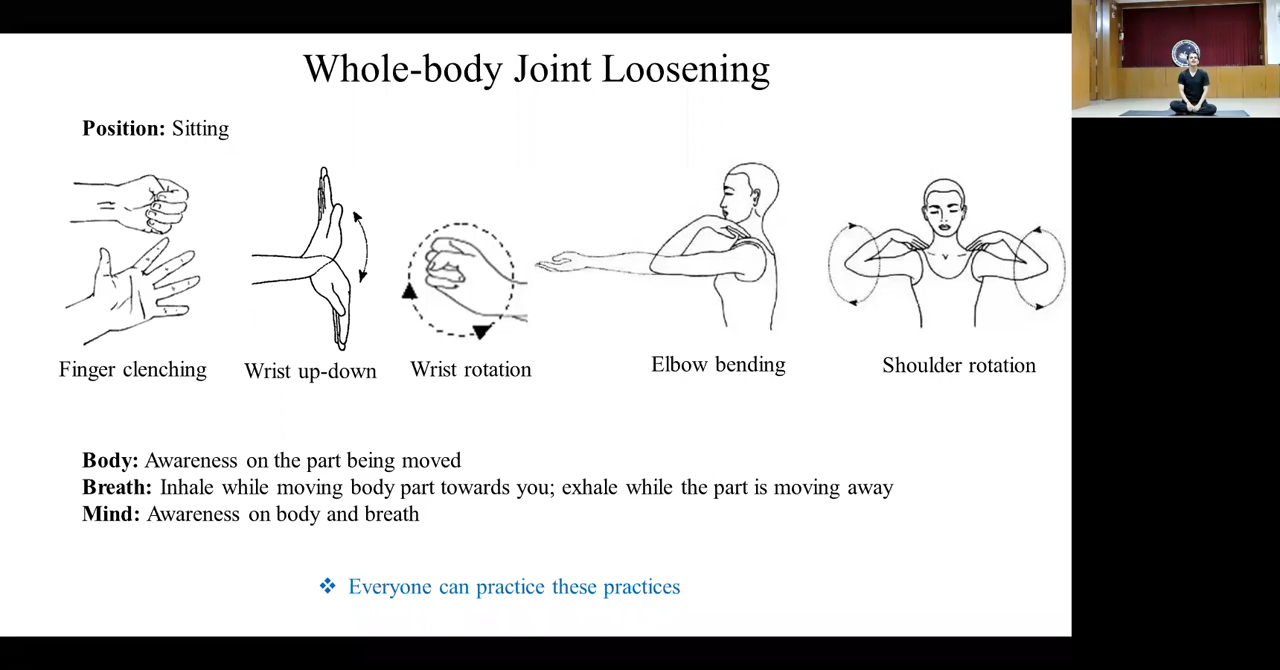 Whole-body Joint Loosening
Position: Sitting
Finger clenching
Wrist up-down
Wrist rotation
Elbow bending
Shoulder rotation
Body: Awareness on the part being moved
Breath: Inhale while moving body part towards you; exhale while the part is moving away
Mind: Awareness on body and breath
❖ Everyone can practice these practices